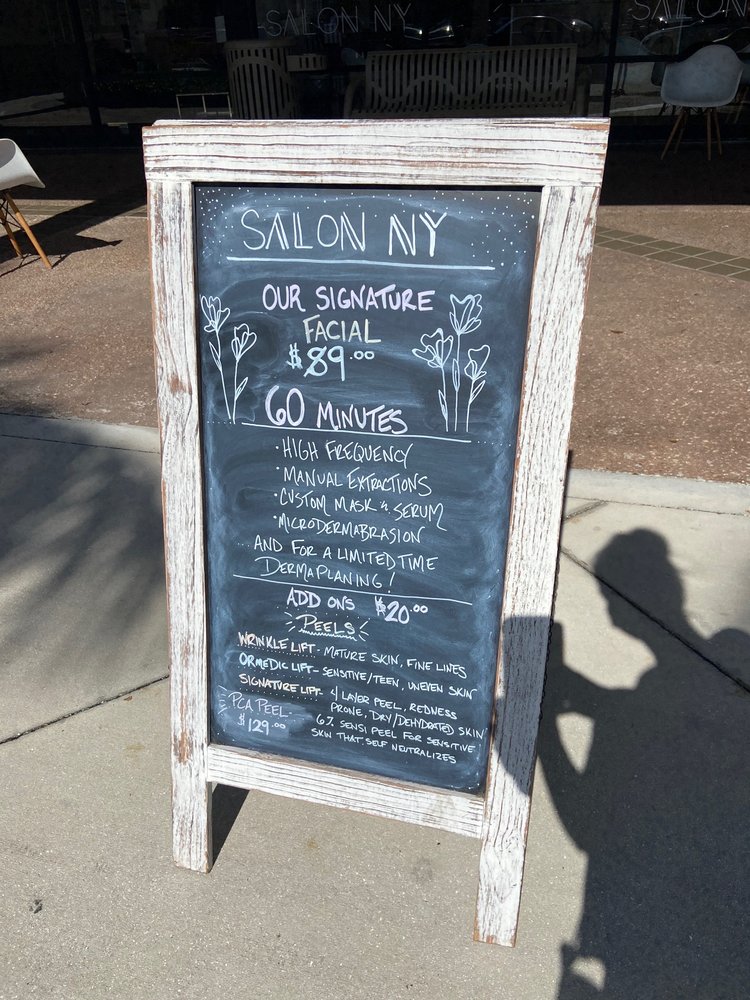 SALON NY
SALON
SALON NY
OUR SIGNATURE
FACIAL
$89.00
60 MINUTES
• HIGH FREQUENCY
• MANUAL EXTRACTIONS
• CUSTOM MASK & SERUM
• MICRODERMABRASION
...AND FOR A LIMITED TIME
DERMAPLANING!
ADD ONS $20.00
PEELS
WRINKLE LIFT - MATURE SKIN, FINE LINES
ORMEDIC LIFT - SENSITIVE/TEEN, UNEVEN SKIN
SIGNATURE LIFT - 4 LAYER PEEL, REDNESS
PRONE, DRY/DEHYDRATED SKIN
PCA PEEL -
$129.00
6% SENSI PEEL FOR SENSITIVE
SKIN THAT SELF NEUTRALIZES